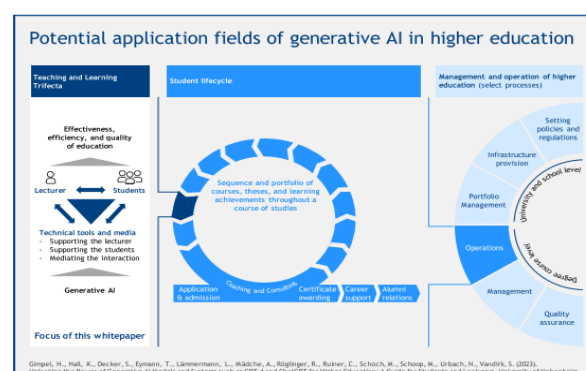 Potential application fields of generative AI in higher education
Teaching and Learning
Trifecta
Student lifecycle
Management and operation of higher
education (select processes)
Effectiveness,
efficiency, and quality
of education
Lecturer
Students
Technical tools and media
- Supporting the lecturer
- Supporting the students
- Mediating the interaction
Generative AI
Focus of this whitepaper
Sequence and portfolio of
courses, theses, and learning
achievements throughout a
course of studies
Coaching and Consulting
Application
& admission
Certificate
awarding
Career
support
Alumni
relations
Setting
policies and
regulations
Infrastructure
provision
Portfolio
Management
Operations
Management
Quality
assurance
University and school level
Degree course level
Gimpel, H., Hall, K., Decker, S., Eymann, T., Lämmermann, L., Mädche, A., Röglinger, R., Ruiner, C., Schoch, M., Schoop, M., Urbach, N., Vandirk, S. (2023).